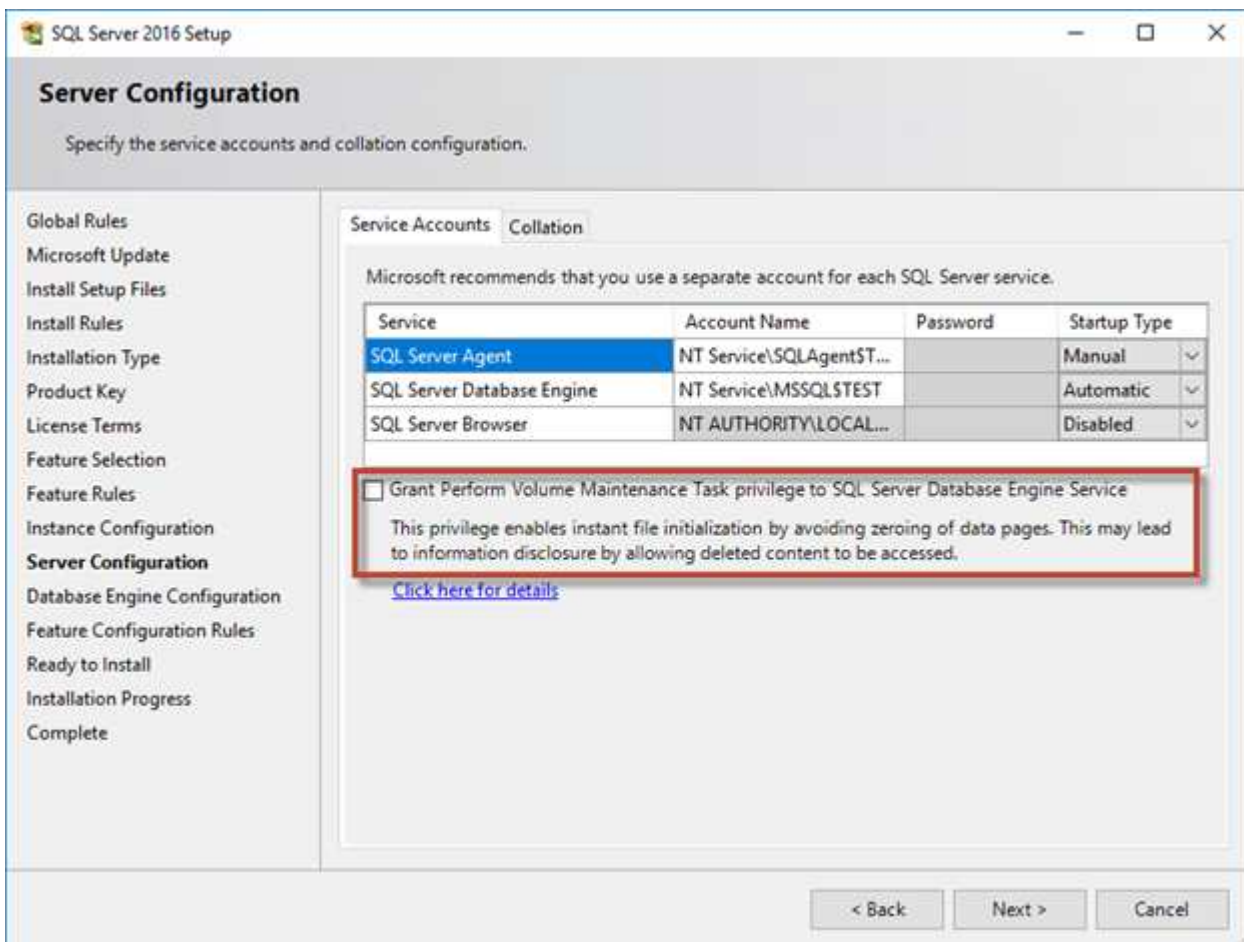 SQL Server 2016 Setup
Server Configuration
Specify the service accounts and collation configuration.
Global Rules
Microsoft Update
Install Setup Files
Install Rules
Installation Type
Product Key
License Terms
Feature Selection
Feature Rules
Instance Configuration
Server Configuration
Database Engine Configuration
Feature Configuration Rules
Ready to Install
Installation Progress
Complete
Service Accounts Collation
Microsoft recommends that you use a separate account for each SQL Server service.
Service Account Name Password Startup Type
SQL Server Agent NT Service\SQLAgent$T... Manual
SQL Server Database Engine NT Service\MSSQL$TEST Automatic
SQL Server Browser NT AUTHORITY\LOCAL... Disabled
Grant Perform Volume Maintenance Task privilege to SQL Server Database Engine Service
This privilege enables instant file initialization by avoiding zeroing of data pages. This may lead
to information disclosure by allowing deleted content to be accessed.
Click here for details
< Back Next > Cancel